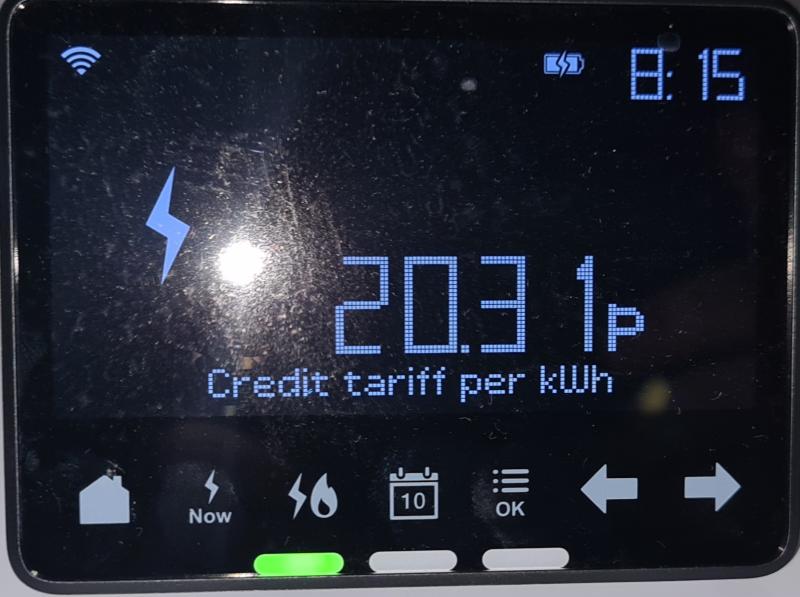 8:15
20.31p
Credit tariff per kWh
Now
10
OK